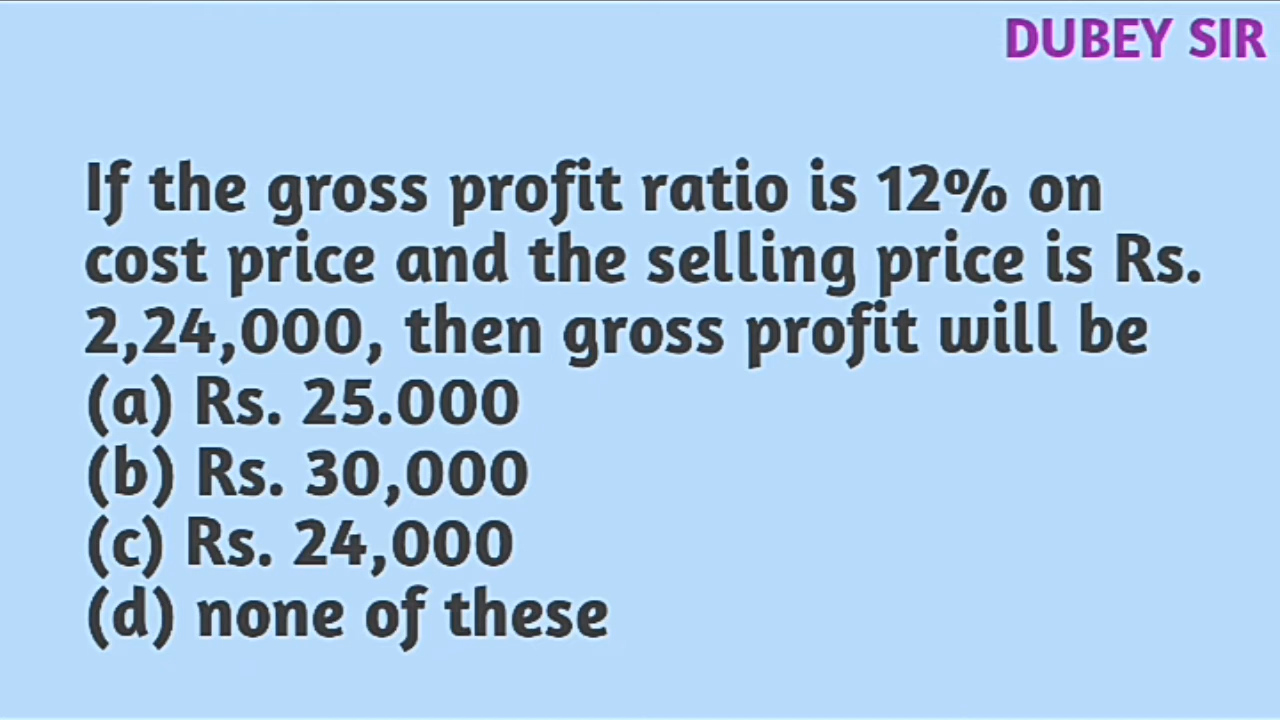 DUBEY SIR
If the gross profit ratio is 12% on
cost price and the selling price is Rs.
2,24,000, then gross profit will be
(a) Rs. 25.000
(b) Rs. 30,000
(c) Rs. 24,000
(d) none of these